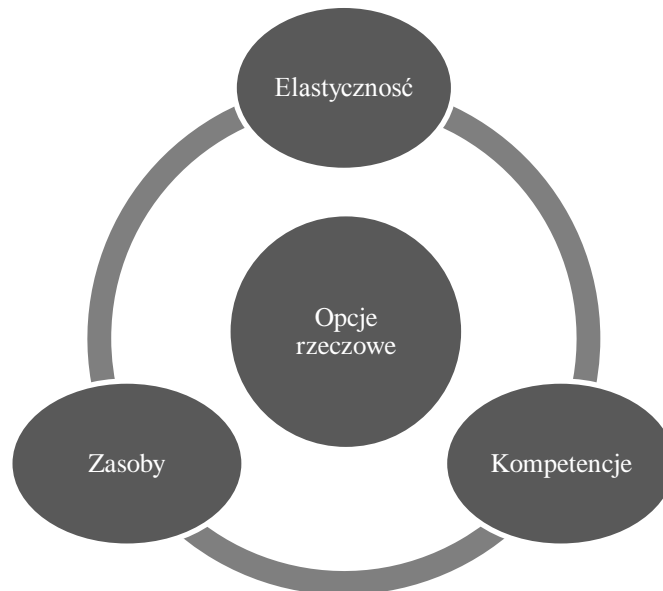 Elastyczność
Opcje
rzeczowe
Zasoby
Kompetencje